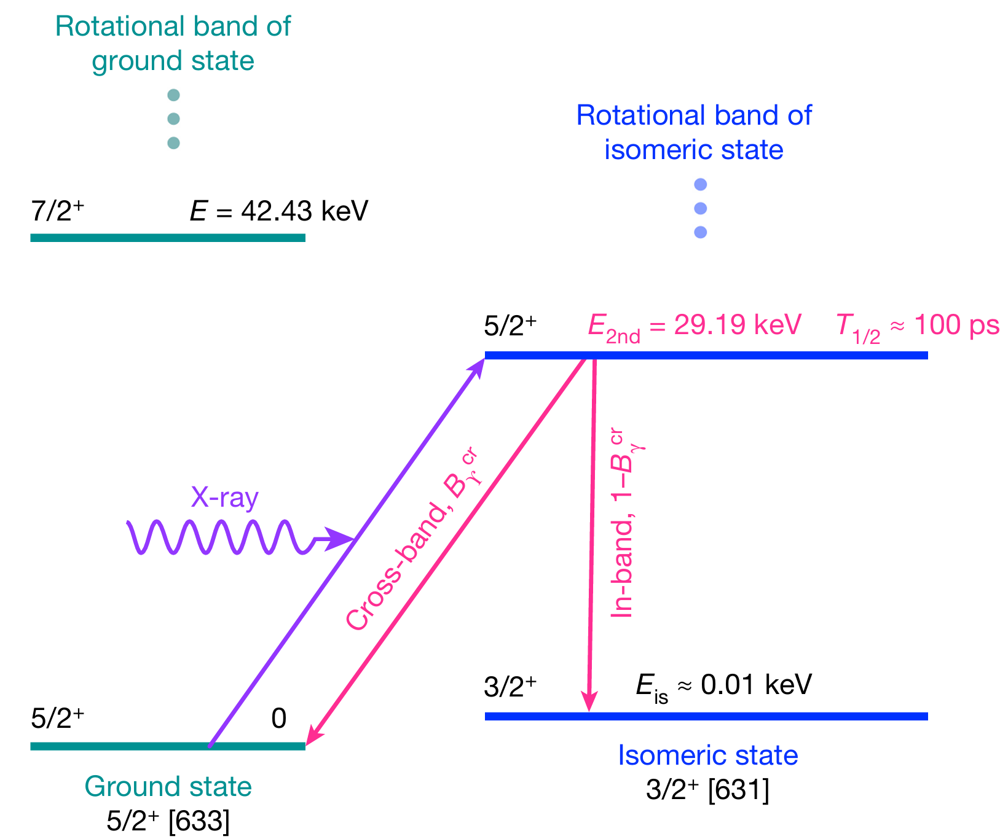 Rotational band of
ground state
Rotational band of
isomeric state
7/2⁺ E = 42.43 keV
5/2⁺ E₂ₙd = 29.19 keV T₁/₂ ≈ 100 ps
X-ray
Cross-band, Bᵧᶜʳ
In-band, 1–Bᵧᶜʳ
3/2⁺ Eᵢₛ ≈ 0.01 keV
5/2⁺ 0
Isomeric state
3/2⁺ [631]
Ground state
5/2⁺ [633]